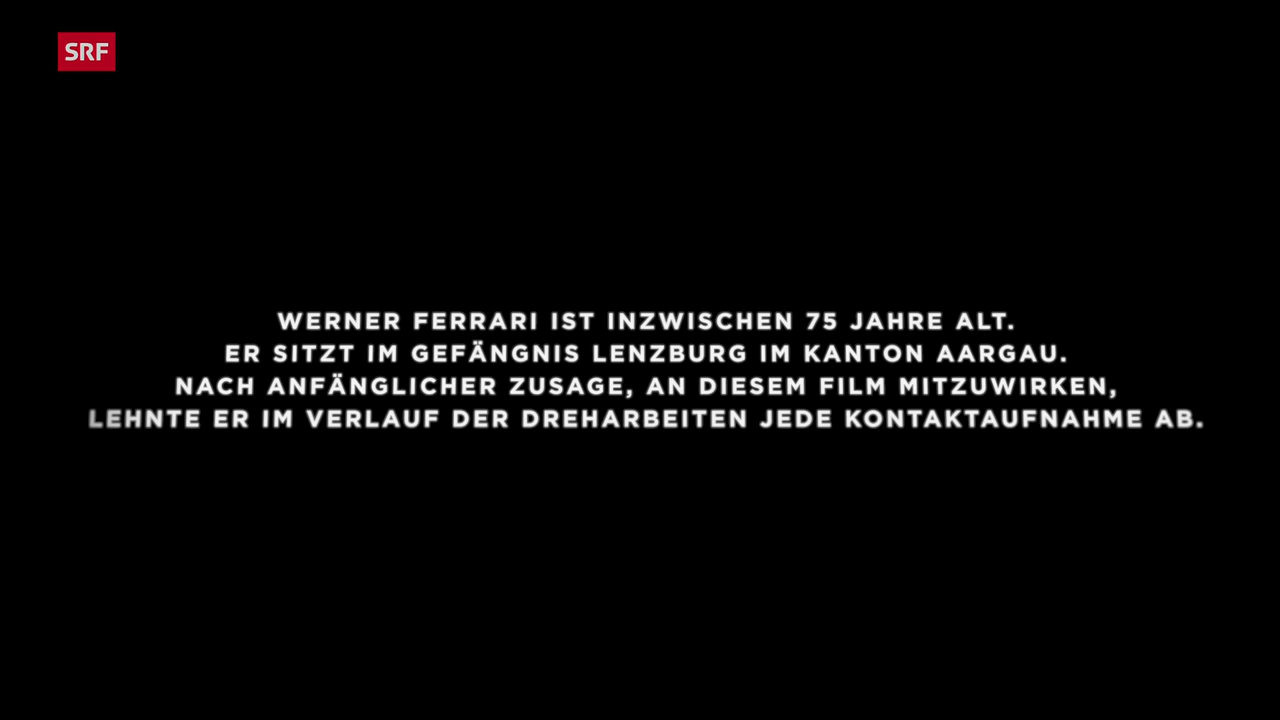 SRF
WERNER FERRARI IST INZWISCHEN 75 JAHRE ALT.
ER SITZT IM GEFÄNGNIS LENZBURG IM KANTON AARGAU.
NACH ANFÄNGLICHER ZUSAGE, AN DIESEM FILM MITZUWIRKEN,
LEHNTE ER IM VERLAUF DER DREHARBEITEN JEDE KONTAKTAUFNAHME AB.